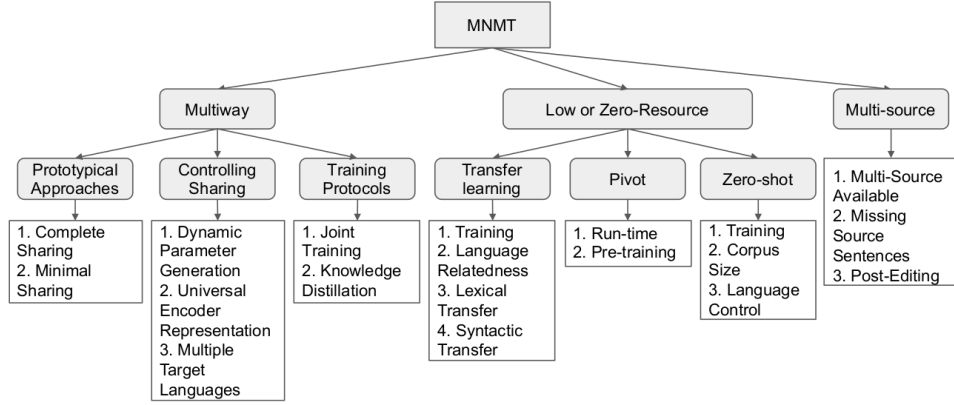 MNMT
Multiway
Low or Zero-Resource
Multi-source
Prototypical
Approaches
Controlling
Sharing
Training
Protocols
Transfer
learning
Pivot
Zero-shot
1. Complete
Sharing
2. Minimal
Sharing
1. Dynamic
Parameter
Generation
2. Universal
Encoder
Representation
3. Multiple
Target
Languages
1. Joint
Training
2. Knowledge
Distillation
1. Training
2. Language
Relatedness
3. Lexical
Transfer
4. Syntactic
Transfer
1. Run-time
2. Pre-training
1. Training
2. Corpus
Size
3. Language
Control
1. Multi-Source
Available
2. Missing
Source
Sentences
3. Post-Editing